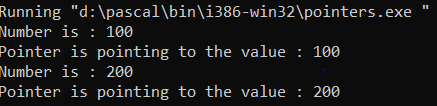 Running "d:\pascal\bin\i386-win32\pointers.exe "
Number is : 100
Pointer is pointing to the value : 100
Number is : 200
Pointer is pointing to the value : 200